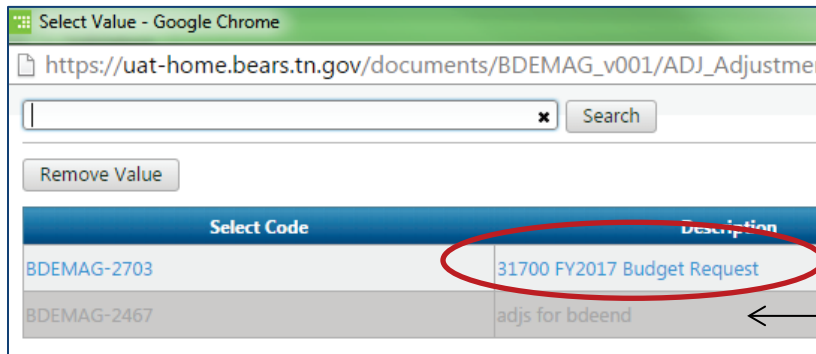 Select Value - Google Chrome
https://uat-home.bears.tn.gov/documents/BDEMAG_v001/ADJ_Adjustme
Search
Remove Value
Select Code Description
BDEMAG-2703 31700 FY2017 Budget Request
BDEMAG-2467 adjs for bdeend